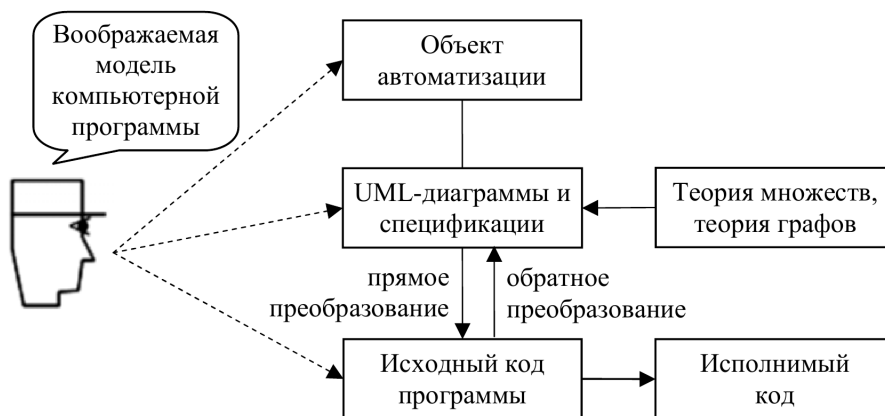 Воображаемая
модель
компьютерной
программы
Объект
автоматизации
UML-диаграммы и
спецификации
Теория множеств,
теория графов
прямое
преобразование
обратное
преобразование
Исходный код
программы
Исполнимый
код